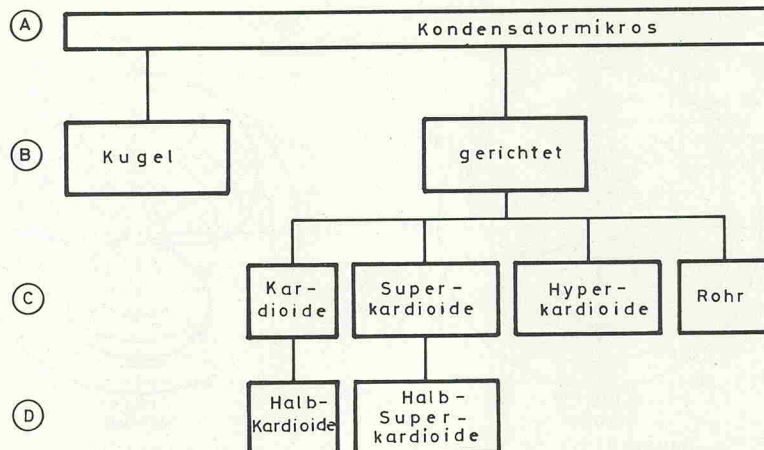 A
Kondensatormikros
B
Kugel
gerichtet
C
Kar-
dioide
Super-
kardioide
Hyper-
kardioide
Rohr
D
Halb-
Kardioide
Halb-
Super-
kardioide